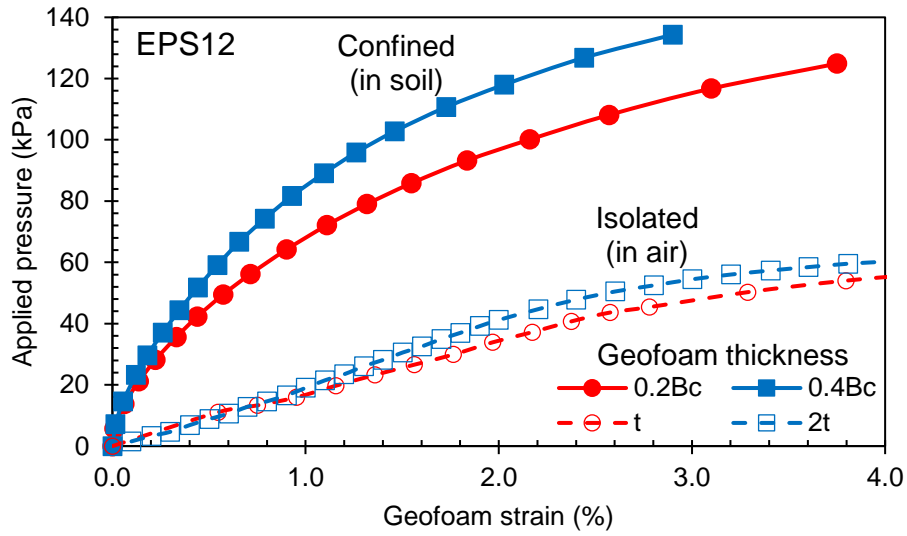 EPS12
Confined
(in soil)
Isolated
(in air)
Geofoam thickness
0.2Bc
0.4Bc
t
2t
Applied pressure (kPa)
140
120
100
80
60
40
20
0
0.0
1.0
2.0
3.0
4.0
Geofoam strain (%)